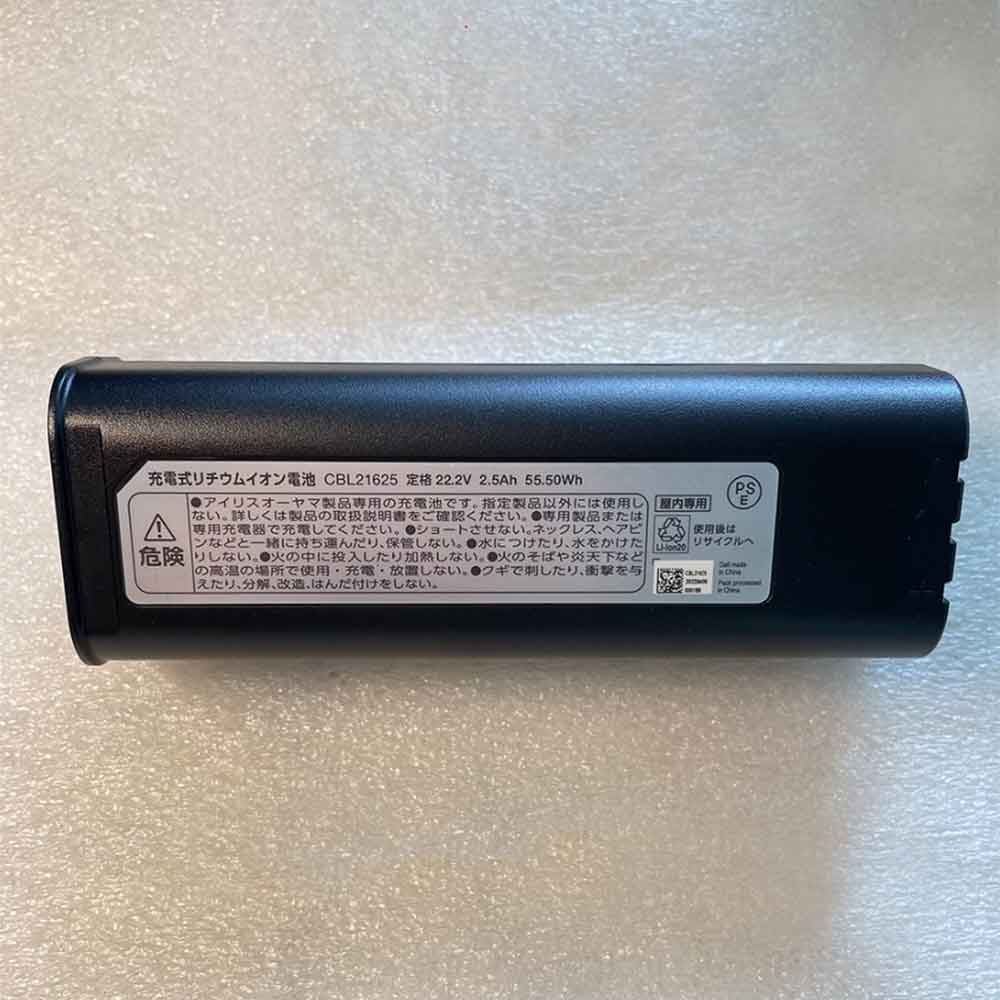 充電式リチウムイオン電池 CBL21625 定格 22.2V 2.5Ah 55.50Wh
危険
●アイリスオーヤマ製品専用の充電池です。指定製品以外には使用し
ない。詳しくは製品の取扱説明書をご確認ください。●専用製品または
専用充電器で充電してください。●ショートさせない。ネックレスやヘアピ
ンなどと一緒に持ち運んだり、保管しない。●水につけたり、水をかけた
りしない。●火の中に投入したり加熱しない。●火のそばや炎天下など
の高温の場所で使用・充電・放置しない。●クギで刺したり、衝撃を与
えたり、分解、改造、はんだ付けをしない。
屋内専用
PS
E
Li-ion20
使用後は
リサイクルへ
CBL21625
Cell made
in China
Pack processed
in China